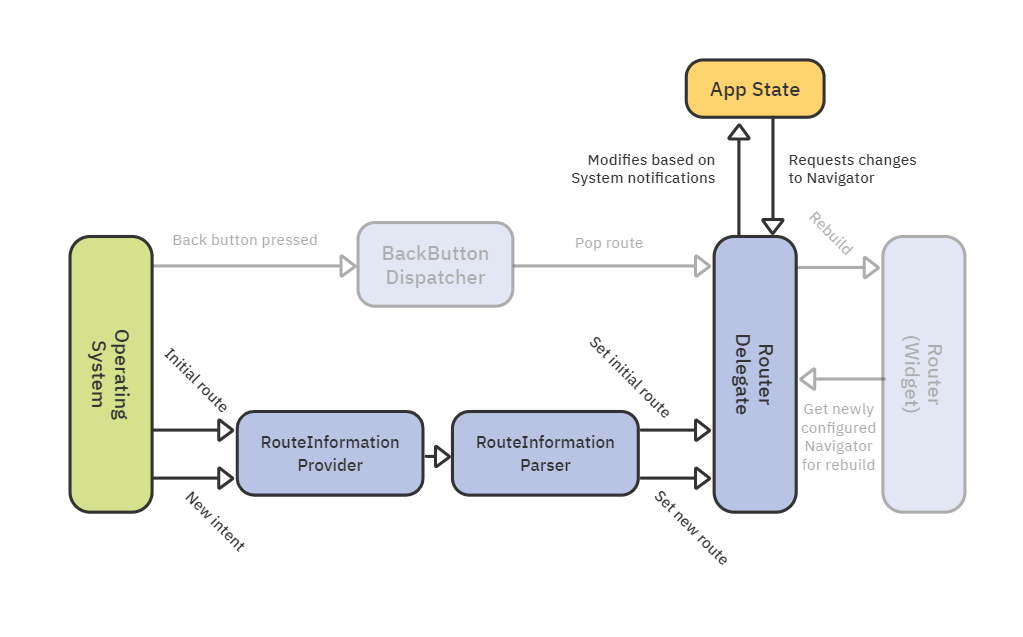 App State
Modifies based on
System notifications
Requests changes
to Navigator
Back button pressed
BackButton
Dispatcher
Pop route
Rebuild
Operating
System
Router
Delegate
Router
(Widget)
Initial route
Set initial route
Get newly
configured
Navigator
for rebuild
RouteInformation
Provider
RouteInformation
Parser
New intent
Set new route